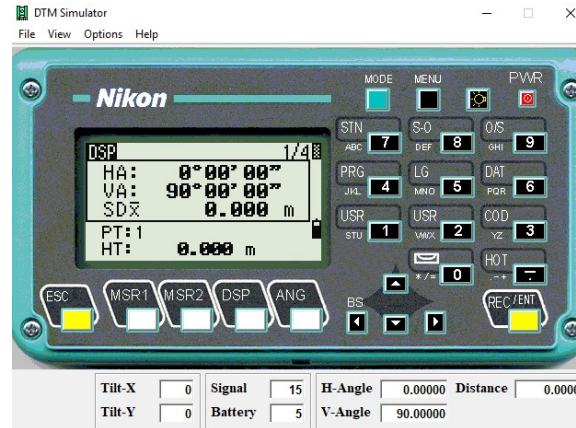 DTM Simulator
File View Options Help
Nikon
MODE MENU PWR
DSP 1/4
HA: 0°00'00"
VA: 90°00'00"
SDx̅ 0.000 m
PT:1
HT: 0.000 m
STN ABC 7 S-O DEF 8 O/S GHI 9
PRG JKL 4 LG MNO 5 DAT PQR 6
USR STU 1 USR VWX 2 COD YZ 3
* /= 0 HOT -+ .
ESC MSR1 MSR2 DSP ANG BS REC/ENT
Tilt-X 0 Signal 15 H-Angle 0.00000 Distance 0.0000
Tilt-Y 0 Battery 5 V-Angle 90.00000